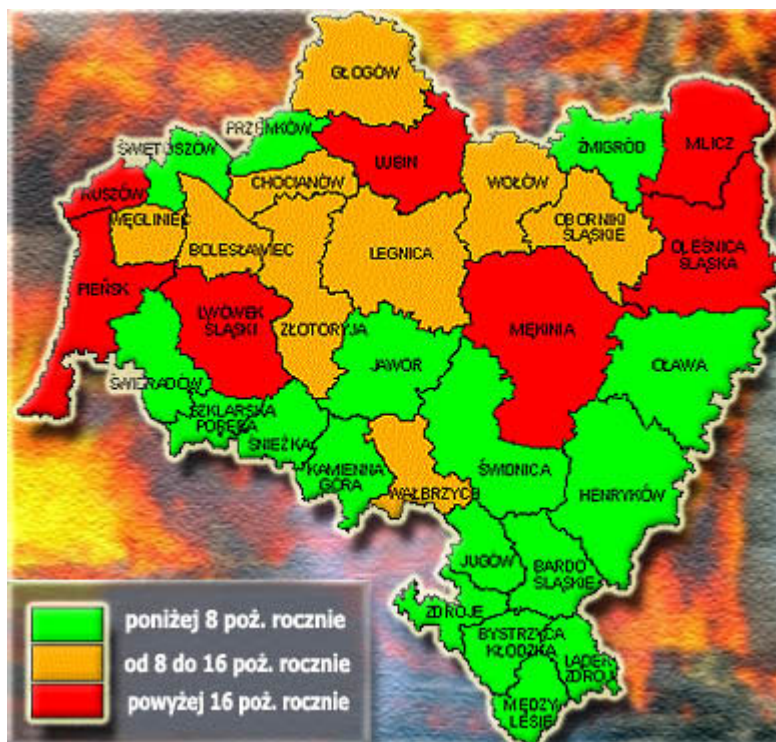 GŁOGÓW
PRZEMKÓW
ŚWIĘTOSZÓW
ŻMIGRÓD
MLICZ
LUBIN
RUSZÓW
CHOCIANÓW
WOŁÓW
WĘGLINIEC
BOLESŁAWIEC
LEGNICA
OBORNIKI
ŚLĄSKIE
OLEŚNICA
ŚLĄSKA
PIEŃSK
LWÓWEK
ŚLĄSKI
ZŁOTORYJA
MĘKINIA
JAWOR
OŁAWA
ŚWIERADÓW
SZKLARSKA
PORĘBA
ŚNIEŻKA
KAMIENNA
GÓRA
WAŁBRZYCH
ŚWIDNICA
HENRYKÓW
JUGÓW
BARDO
ŚLĄSKIE
ZDROJE
BYSTRZYCA
KŁODZKA
LĄDEK
ZDRÓJ
MIĘDZY
LESIE
poniżej 8 poż. rocznie
od 8 do 16 poż. rocznie
powyżej 16 poż. rocznie